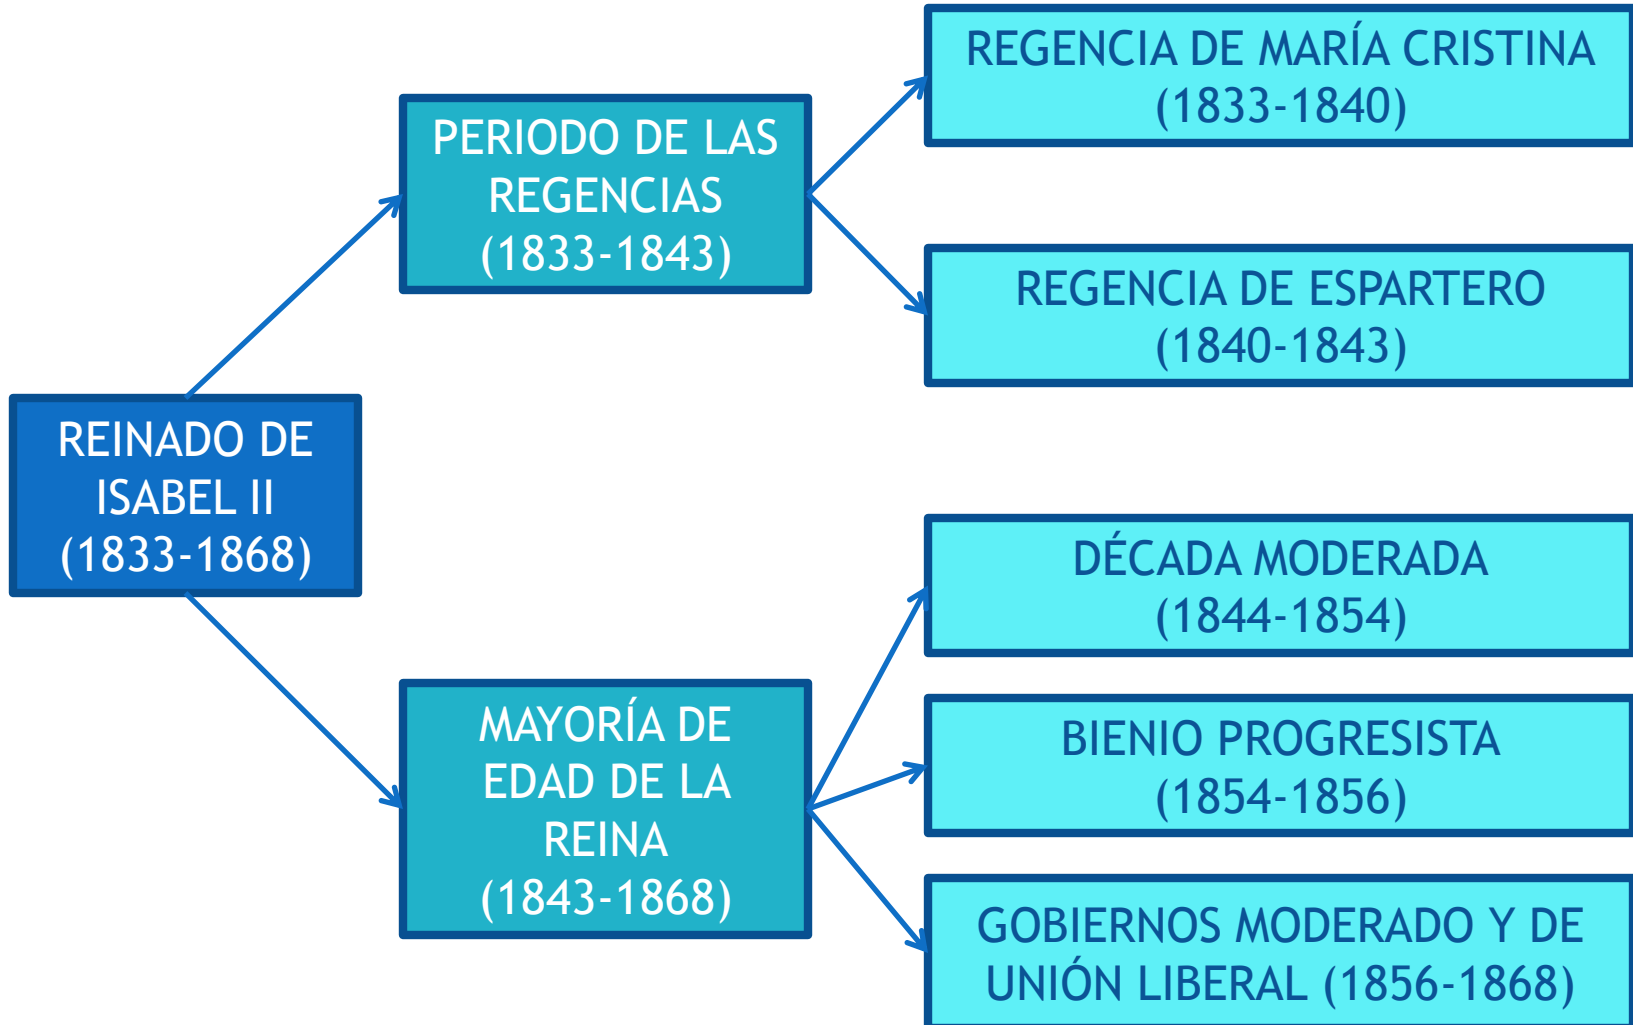 REINADO DE
ISABEL II
(1833-1868)
PERIODO DE LAS
REGENCIAS
(1833-1843)
REGENCIA DE MARÍA CRISTINA
(1833-1840)
REGENCIA DE ESPARTERO
(1840-1843)
MAYORÍA DE
EDAD DE LA
REINA
(1843-1868)
DÉCADA MODERADA
(1844-1854)
BIENIO PROGRESISTA
(1854-1856)
GOBIERNOS MODERADO Y DE
UNIÓN LIBERAL (1856-1868)